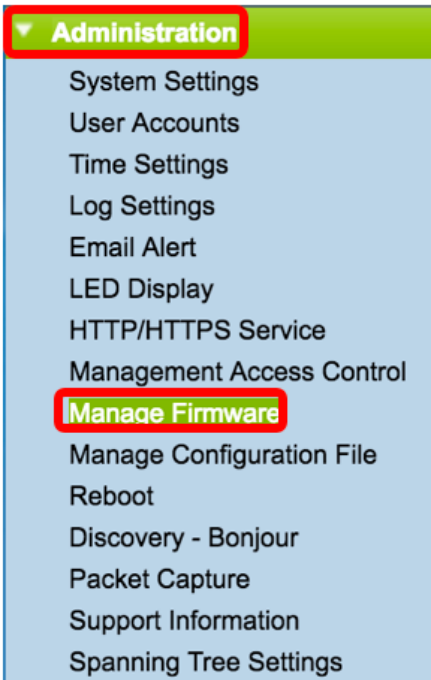 Administration
System Settings
User Accounts
Time Settings
Log Settings
Email Alert
LED Display
HTTP/HTTPS Service
Management Access Control
Manage Firmware
Manage Configuration File
Reboot
Discovery - Bonjour
Packet Capture
Support Information
Spanning Tree Settings